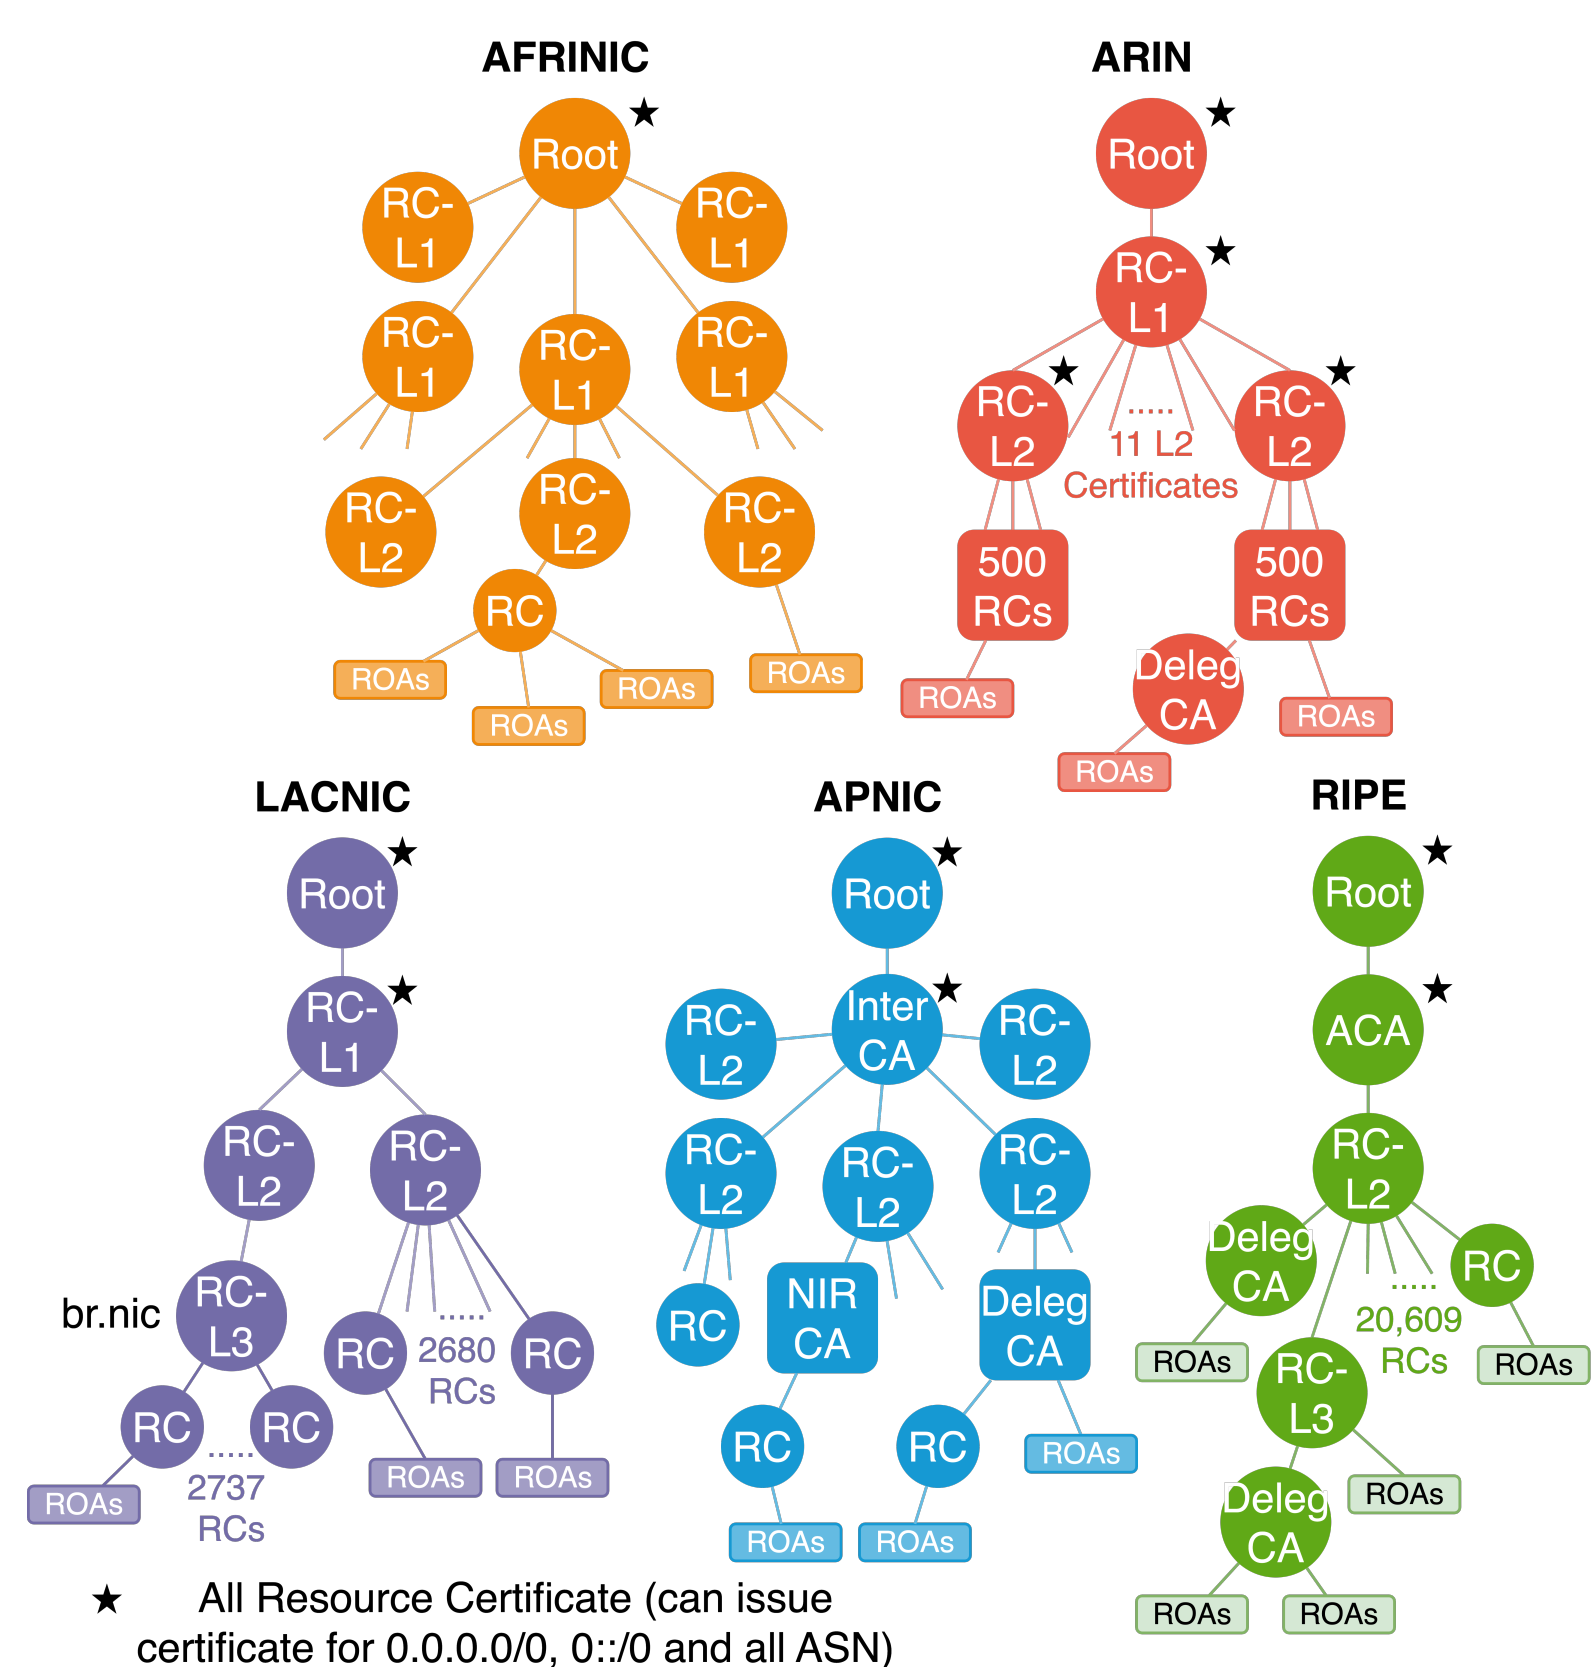 AFRINIC
Root
RC-
L1
RC-
L1
RC-
L1
RC-
L1
RC-
L1
RC-
L2
RC-
L2
RC-
L2
RC
ROAs
ROAs
ROAs
ROAs
ARIN
Root
RC-
L1
RC-
L2
.....
11 L2
Certificates
RC-
L2
500
RCs
500
RCs
Deleg
CA
ROAs
ROAs
ROAs
LACNIC
Root
RC-
L1
RC-
L2
RC-
L2
br.nic
RC-
L3
RC
.....
2680
RCs
RC
RC
.....
2737
RCs
RC
ROAs
ROAs
ROAs
APNIC
Root
Inter
CA
RC-
L2
RC-
L2
RC-
L2
RC-
L2
RC-
L2
RC
NIR
CA
Deleg
CA
RC
RC
ROAs
ROAs
ROAs
RIPE
Root
ACA
RC-
L2
Deleg
CA
RC
.....
20,609
RCs
ROAs
ROAs
RC-
L3
ROAs
Deleg
CA
ROAs
ROAs
★ All Resource Certificate (can issue
certificate for 0.0.0.0/0, 0::/0 and all ASN)